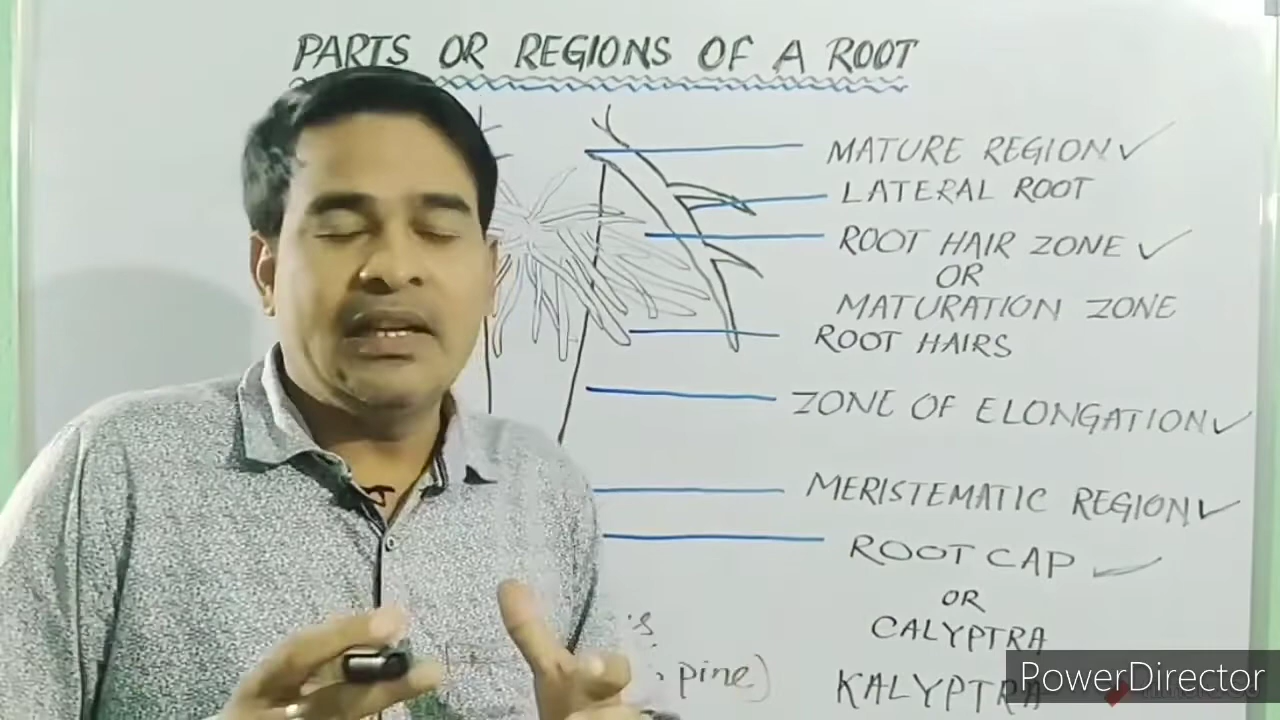 PARTS OR REGIONS OF A ROOT
MATURE REGION ✓
LATERAL ROOT
ROOT HAIR ZONE ✓
OR
MATURATION ZONE
ROOT HAIRS
ZONE OF ELONGATION ✓
MERISTEMATIC REGION ✓
ROOT CAP ✓
OR
CALYPTRA
KALYPTRA
pine)
PowerDirector